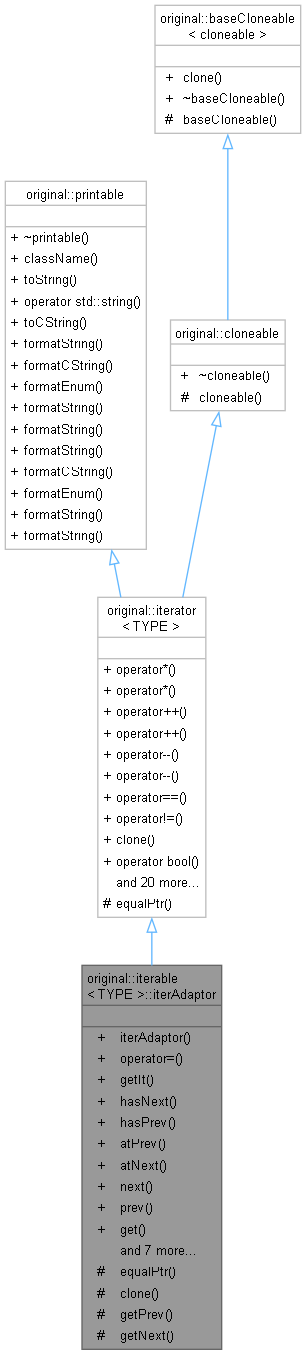 original::baseCloneable
< cloneable >
+ clone()
+ ~baseCloneable()
# baseCloneable()
original::printable
+ ~printable()
+ className()
+ toString()
+ operator std::string()
+ toCString()
+ formatString()
+ formatCString()
+ formatEnum()
+ formatString()
+ formatString()
+ formatString()
+ formatCString()
+ formatEnum()
+ formatString()
+ formatString()
original::cloneable
+ ~cloneable()
# cloneable()
original::iterator
< TYPE >
+ operator*()
+ operator*()
+ operator++()
+ operator++()
+ operator--()
+ operator--()
+ operator==()
+ operator!=()
+ clone()
+ operator bool()
and 20 more...
# equalPtr()
original::iterable
< TYPE >::iterAdaptor
+ iterAdaptor()
+ operator=()
+ getIt()
+ hasNext()
+ hasPrev()
+ atPrev()
+ atNext()
+ next()
+ prev()
+ get()
and 7 more...
# equalPtr()
# clone()
# getPrev()
# getNext()